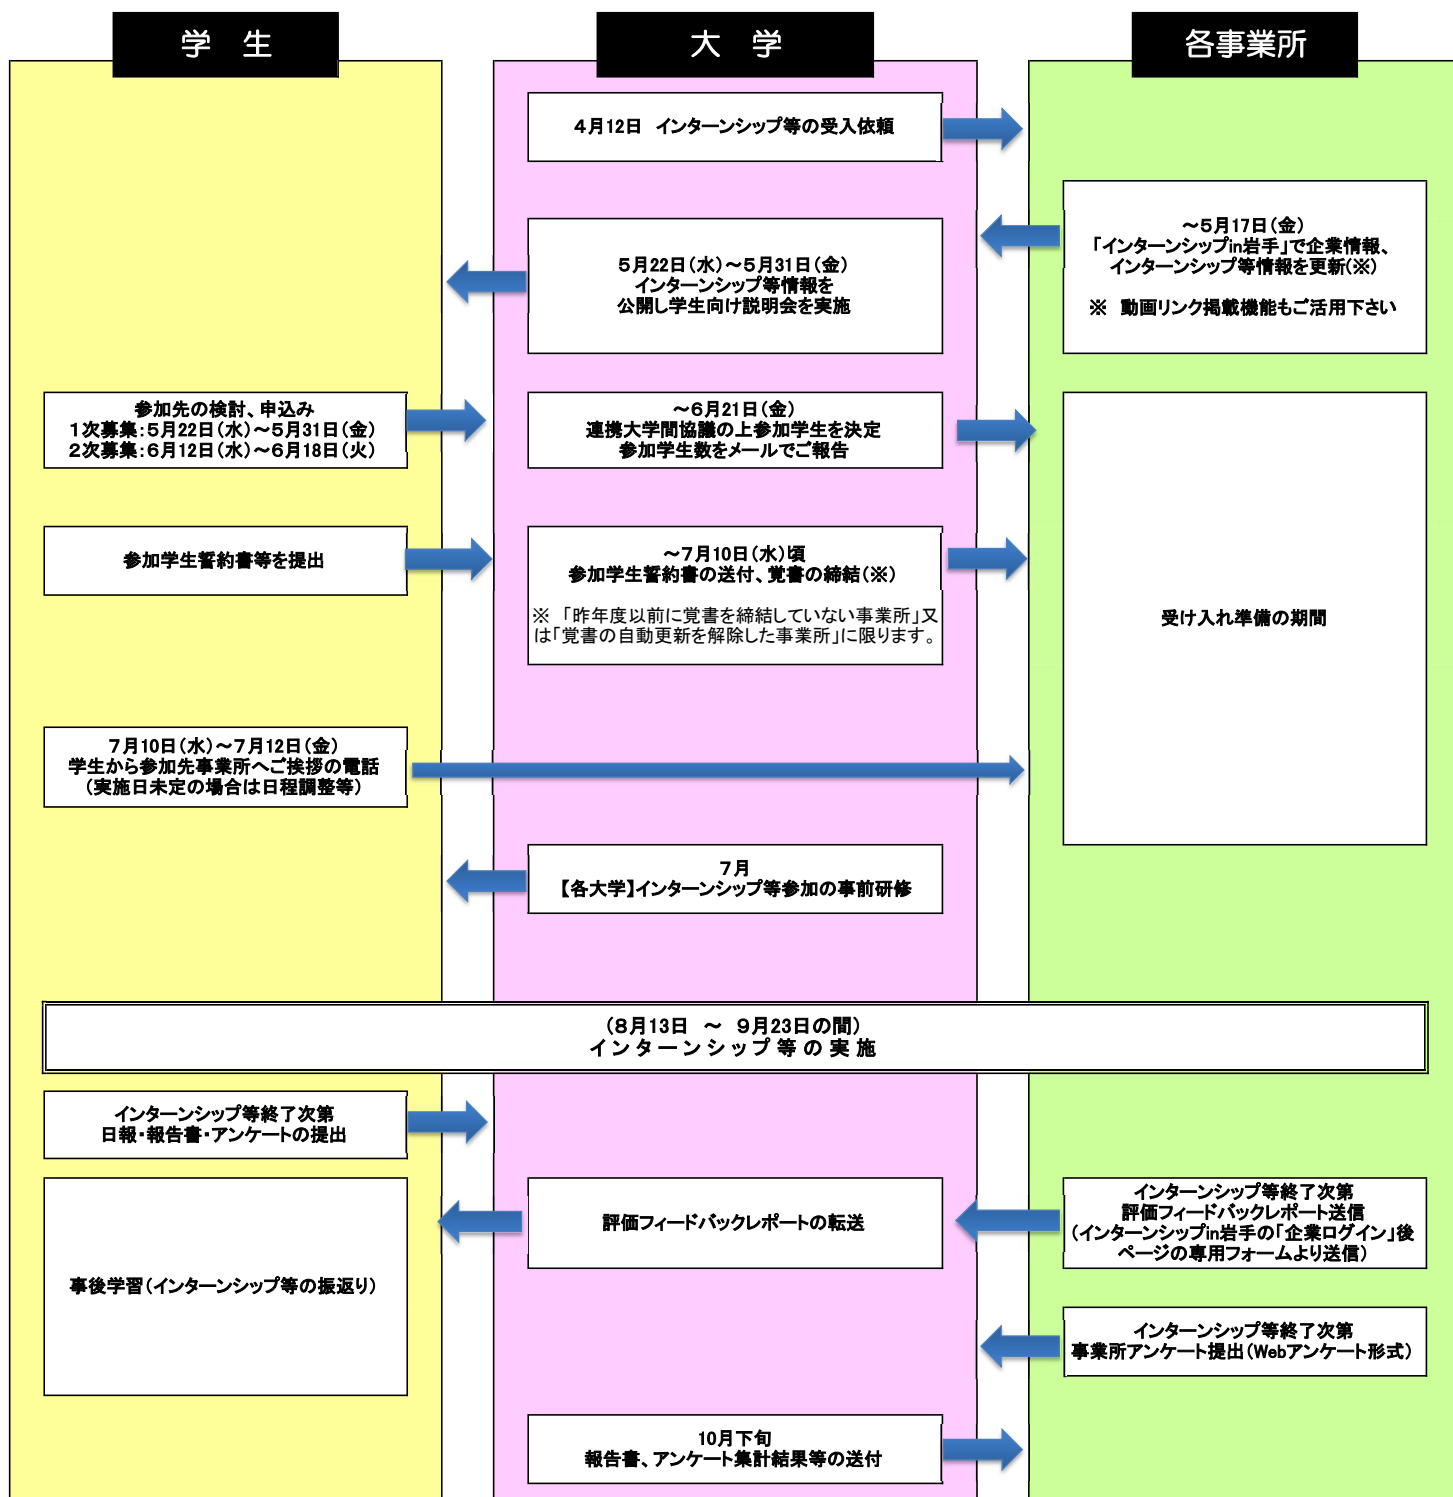 学　生
大　学
各事業所
４月12日　インターンシップ等の受入依頼
～５月17日（金）
「インターンシップin岩手」で企業情報、
インターンシップ等情報を更新(※)
※　動画リンク掲載機能もご活用下さい
５月22日（水）～５月31日（金）
インターンシップ等情報を
公開し学生向け説明会を実施
参加先の検討、申込み
１次募集：５月22日（水）～５月31日（金）
２次募集：６月12日（水）～６月18日（火）
～６月21日（金）
連携大学間協議の上参加学生を決定
参加学生数をメールでご報告
受け入れ準備の期間
参加学生誓約書等を提出
～７月10日（水）頃
参加学生誓約書の送付、覚書の締結(※)
※　「昨年度以前に覚書を締結していない事業所」又
は「覚書の自動更新を解除した事業所」に限ります。
７月10日（水）～７月12日（金）
学生から参加先事業所へご挨拶の電話
（実施日未定の場合は日程調整等）
７月
【各大学】インターンシップ等参加の事前研修
（８月13日　～　９月23日の間）
インターンシップ等の実施
インターンシップ等終了次第
日報・報告書・アンケートの提出
事後学習（インターンシップ等の振返り）
評価フィードバックレポートの転送
インターンシップ等終了次第
評価フィードバックレポート送信
（インターンシップin岩手の「企業ログイン」後
ページの専用フォームより送信）
インターンシップ等終了次第
事業所アンケート提出（Webアンケート形式）
10月下旬
報告書、アンケート集計結果等の送付